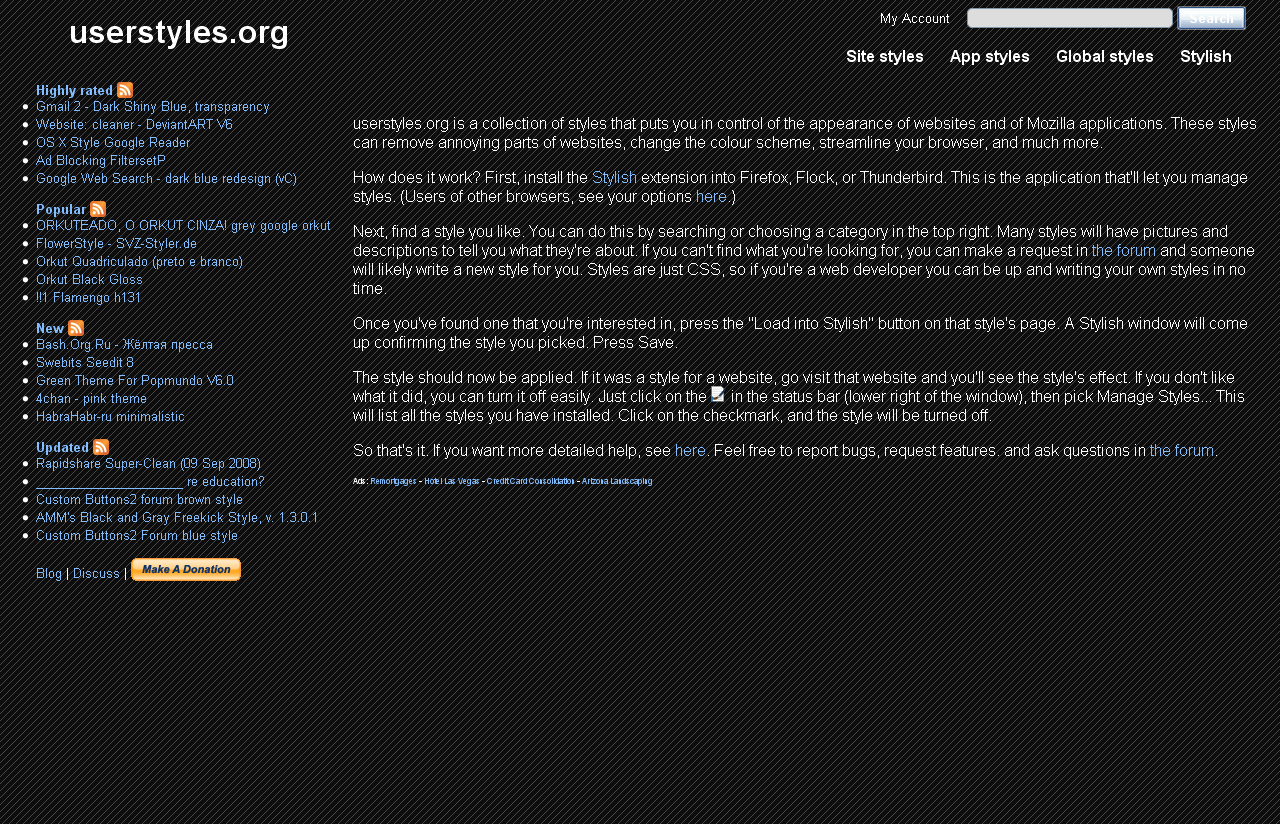 userstyles.org
My Account
Search
Site styles App styles Global styles Stylish
Highly rated
Gmail 2 - Dark Shiny Blue, transparency
Website: cleaner - DeviantART V6
OS X Style Google Reader
Ad Blocking FiltersetP
Google Web Search - dark blue redesign (vC)
Popular
ORKUTEADO, O ORKUT CINZA! grey google orkut
FlowerStyle - SVZ-Styler.de
Orkut Quadriculado (preto e branco)
Orkut Black Gloss
!!1 Flamengo h131
New
Bash.Org.Ru - Жёлтая пресса
Swebits Seedit 8
Green Theme For Popmundo V6.0
4chan - pink theme
HabraHabr-ru minimalistic
Updated
Rapidshare Super-Clean (09 Sep 2008)
_____________________ re education?
Custom Buttons2 forum brown style
AMM's Black and Gray Freekick Style, v. 1.3.0.1
Custom Buttons2 Forum blue style
Blog | Discuss | Make A Donation
userstyles.org is a collection of styles that puts you in control of the appearance of websites and of Mozilla applications. These styles
can remove annoying parts of websites, change the colour scheme, streamline your browser, and much more.
How does it work? First, install the Stylish extension into Firefox, Flock, or Thunderbird. This is the application that'll let you manage
styles. (Users of other browsers, see your options here.)
Next, find a style you like. You can do this by searching or choosing a category in the top right. Many styles will have pictures and
descriptions to tell you what they're about. If you can't find what you're looking for, you can make a request in the forum and someone
will likely write a new style for you. Styles are just CSS, so if you're a web developer you can be up and writing your own styles in no
time.
Once you've found one that you're interested in, press the "Load into Stylish" button on that style's page. A Stylish window will come
up confirming the style you picked. Press Save.
The style should now be applied. If it was a style for a website, go visit that website and you'll see the style's effect. If you don't like
what it did, you can turn it off easily. Just click on the in the status bar (lower right of the window), then pick Manage Styles... This
will list all the styles you have installed. Click on the checkmark, and the style will be turned off.
So that's it. If you want more detailed help, see here. Feel free to report bugs, request features. and ask questions in the forum.
Ads: Remortgages - Hotel Las Vegas - Credit Card Consolidation - Arizona Landscaping